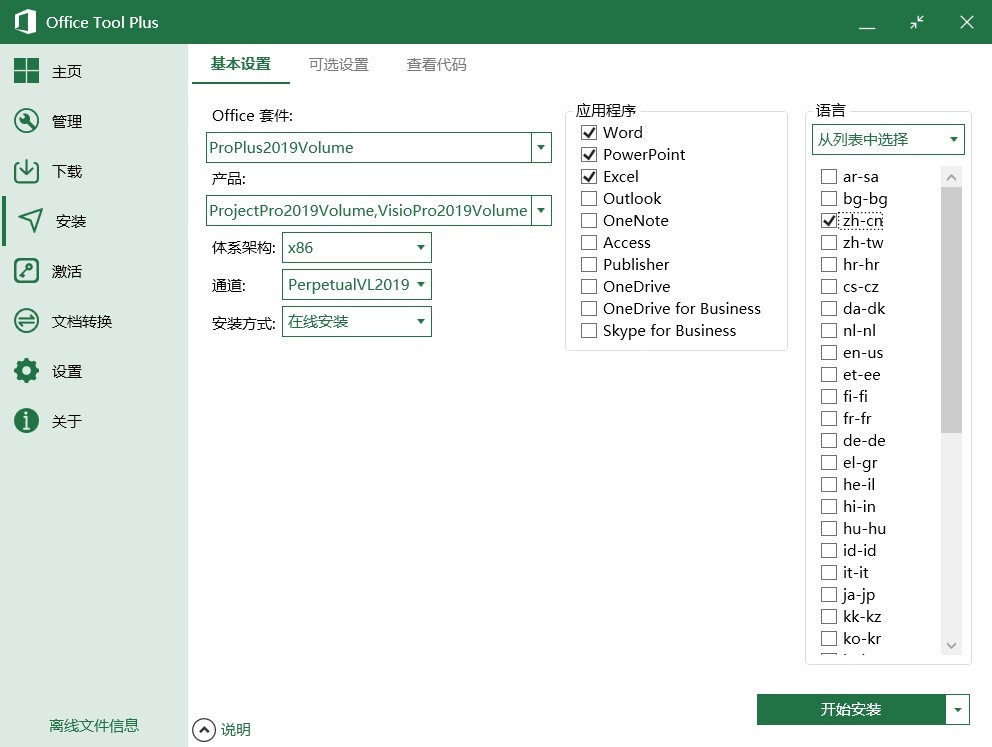 Office Tool Plus
主页
管理
下载
安装
激活
文档转换
设置
关于
离线文件信息
基本设置
可选设置
查看代码
Office 套件:
ProPlus2019Volume
产品:
ProjectPro2019Volume,VisioPro2019Volume
体系架构: x86
通道: PerpetualVL2019
安装方式: 在线安装
应用程序
Word
PowerPoint
Excel
Outlook
OneNote
Access
Publisher
OneDrive
OneDrive for Business
Skype for Business
语言
从列表中选择
ar-sa
bg-bg
zh-cn
zh-tw
hr-hr
cs-cz
da-dk
nl-nl
en-us
et-ee
fi-fi
fr-fr
de-de
el-gr
he-il
hi-in
hu-hu
id-id
it-it
ja-jp
kk-kz
ko-kr
说明
开始安装